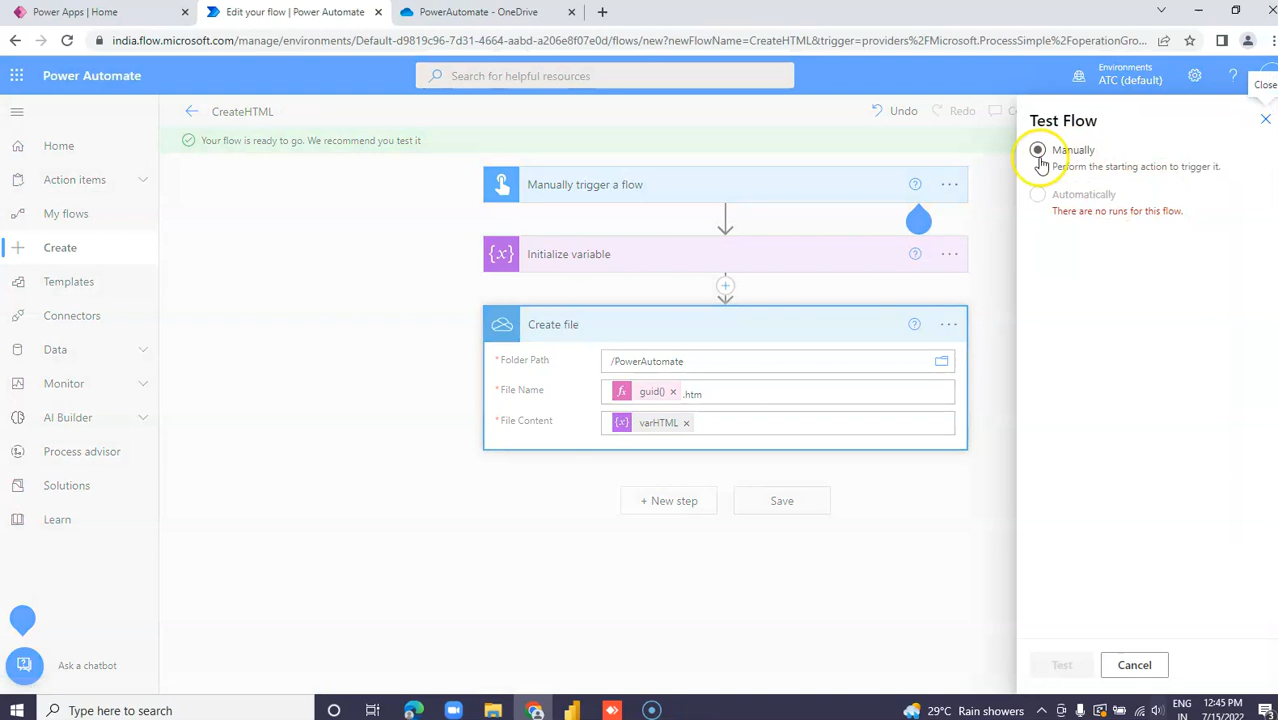 Power Apps | Home
Edit your flow | Power Automate
PowerAutomate - OneDrive
india.flow.microsoft.com/manage/environments/Default-d9819c96-7d31-4664-aabd-a206e8f07e0d/flows/new?newFlowName=CreateHTML&trigger=providers%2FMicrosoft.ProcessSimple%2FoperationGro...
Power Automate
Search for helpful resources
Environments
ATC (default)
Close
CreateHTML
Undo
Redo
Your flow is ready to go. We recommend you test it
Home
Action items
My flows
Create
Templates
Connectors
Data
Monitor
AI Builder
Process advisor
Solutions
Learn
Ask a chatbot
Manually trigger a flow
{x} Initialize variable
Create file
* Folder Path /PowerAutomate
* File Name fx guid() × .htm
* File Content {x} varHTML ×
+ New step
Save
Test Flow
Manually
Perform the starting action to trigger it.
Automatically
There are no runs for this flow.
Test
Cancel
Type here to search
29°C Rain showers
ENG
IN
12:45 PM
7/15/2022